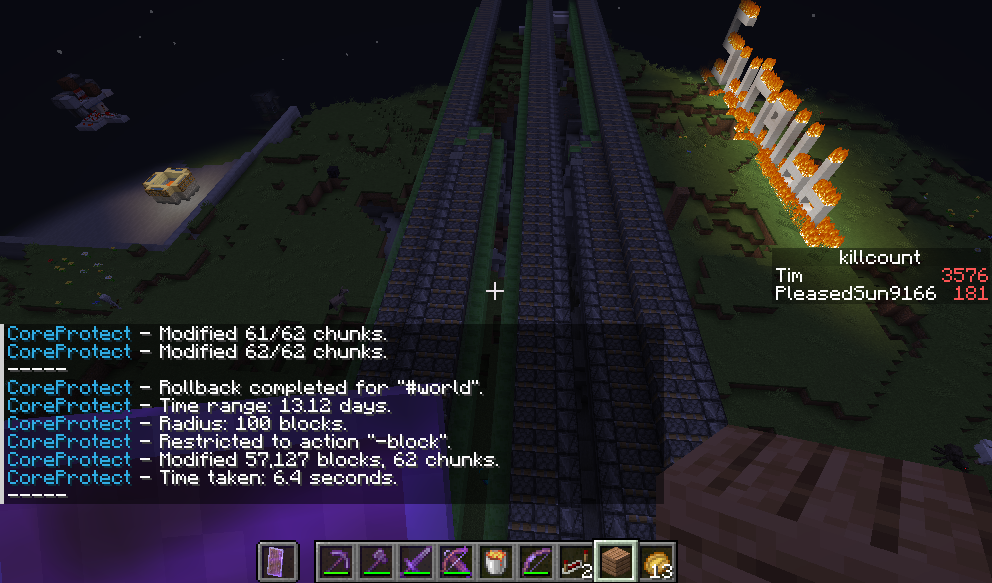 killcount
Tim 3576
PleasedSun9166 181
CoreProtect - Modified 61/62 chunks.
CoreProtect - Modified 62/62 chunks.
-----
CoreProtect - Rollback completed for "#world".
CoreProtect - Time range: 13.12 days.
CoreProtect - Radius: 100 blocks.
CoreProtect - Restricted to action "-block".
CoreProtect - Modified 57,127 blocks, 62 chunks.
CoreProtect - Time taken: 6.4 seconds.
-----
2
13